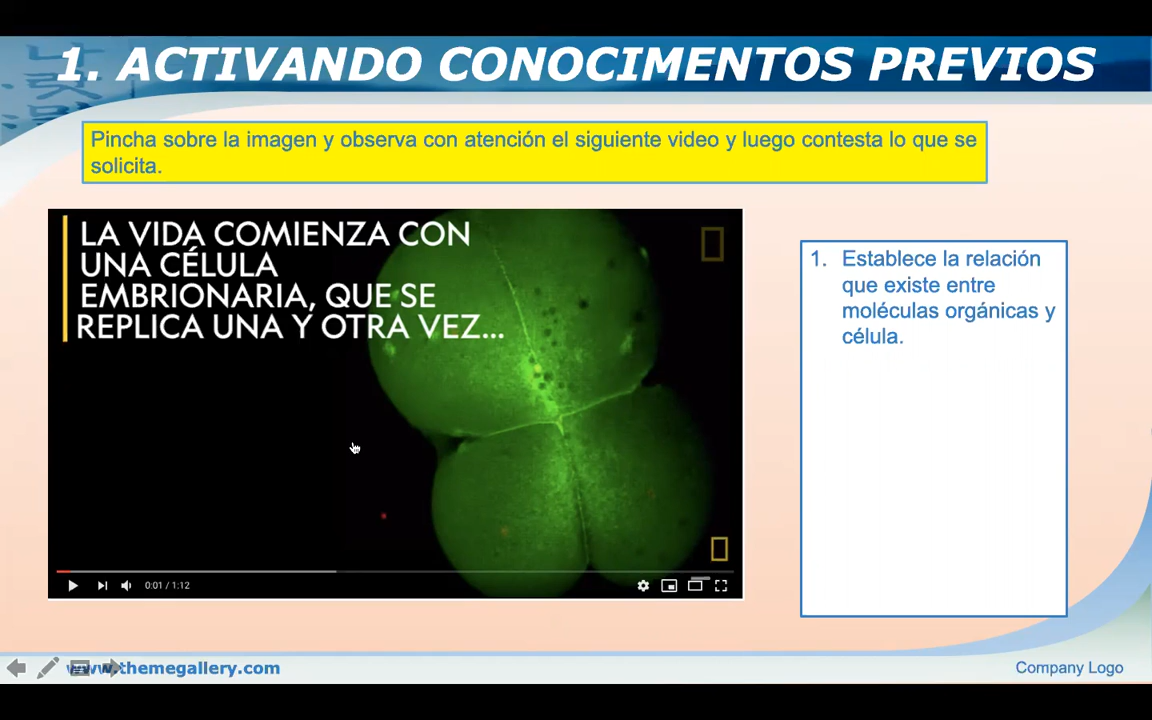 1. ACTIVANDO CONOCIMENTOS PREVIOS
Pincha sobre la imagen y observa con atención el siguiente video y luego contesta lo que se
solicita.
LA VIDA COMIENZA CON
UNA CÉLULA
EMBRIONARIA, QUE SE
REPLICA UNA Y OTRA VEZ...
0:01 / 1:12
1. Establece la relación
que existe entre
moléculas orgánicas y
célula.
www.themegallery.com
Company Logo